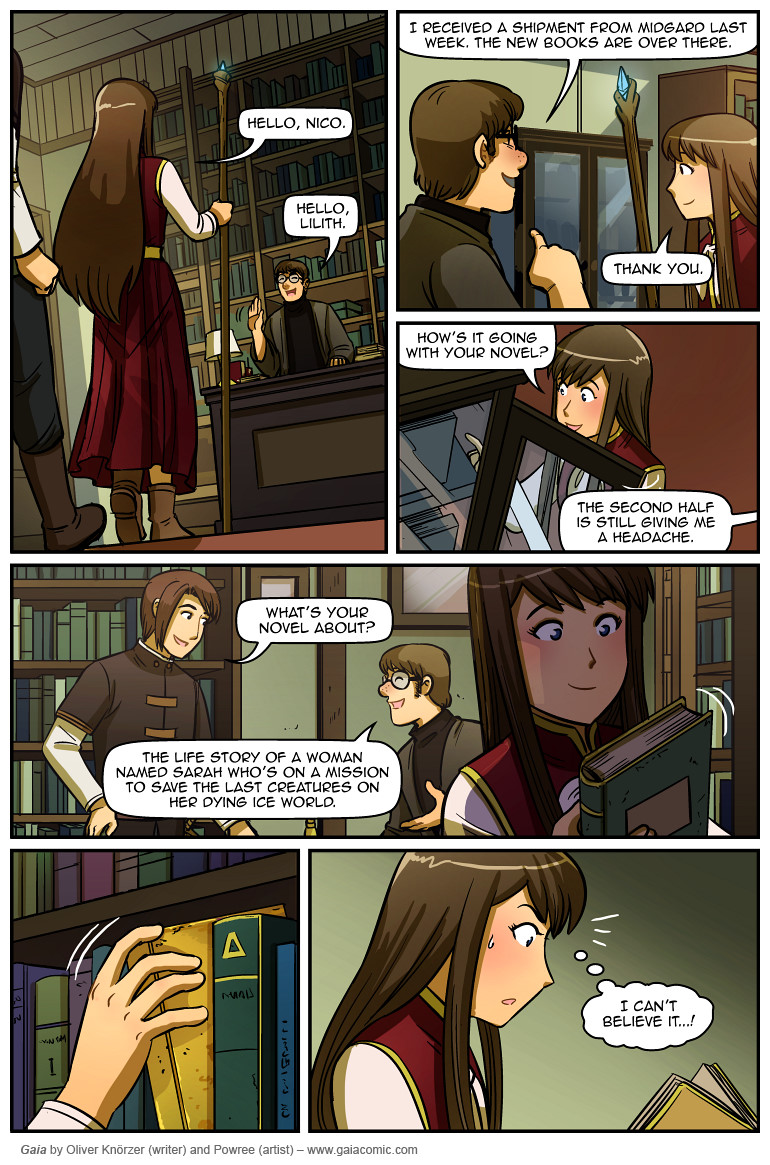 HELLO, NICO.
HELLO,
LILITH.
I RECEIVED A SHIPMENT FROM MIDGARD LAST
WEEK. THE NEW BOOKS ARE OVER THERE.
THANK YOU.
HOW'S IT GOING
WITH YOUR NOVEL?
THE SECOND HALF
IS STILL GIVING ME
A HEADACHE.
WHAT'S YOUR
NOVEL ABOUT?
THE LIFE STORY OF A WOMAN
NAMED SARAH WHO'S ON A MISSION
TO SAVE THE LAST CREATURES ON
HER DYING ICE WORLD.
I
I CAN'T
BELIEVE IT...!
Gaia by Oliver Knörzer (writer) and Powree (artist) – www.gaiacomic.com